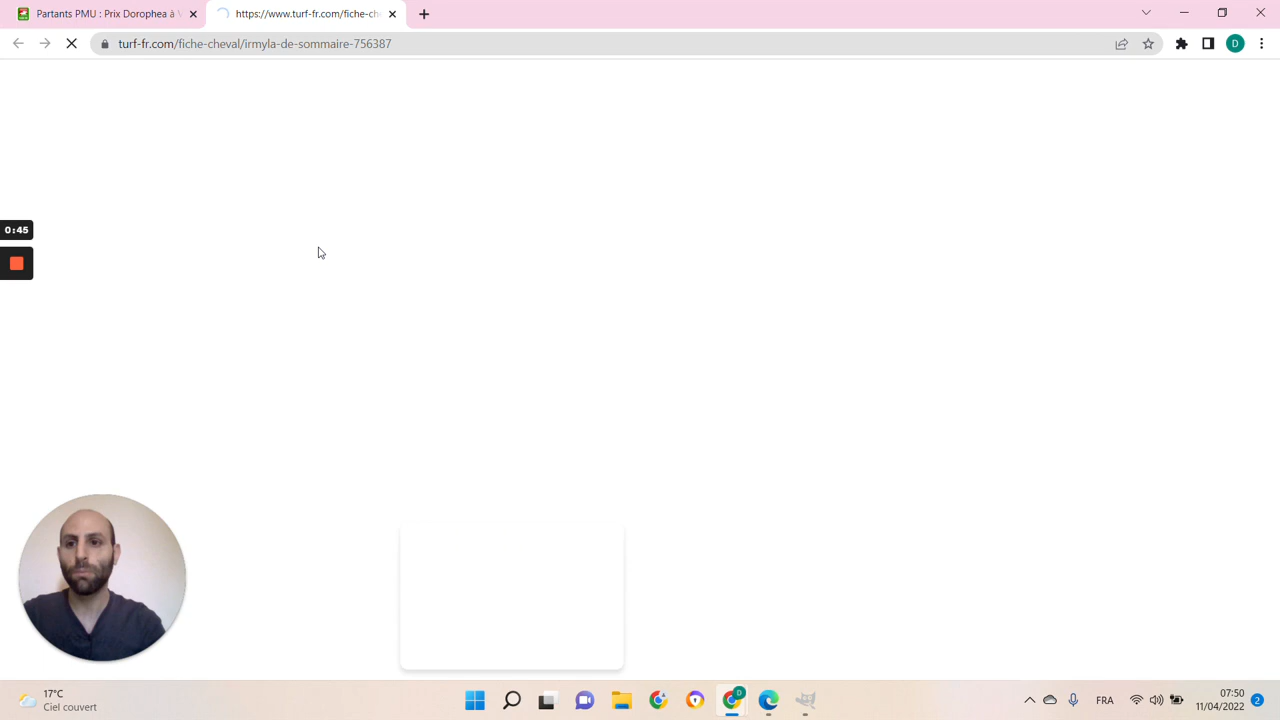 Partants PMU : Prix Dorophea à V
https://www.turf-fr.com/fiche-ch
turf-fr.com/fiche-cheval/irmyla-de-sommaire-756387
D
0:45
17°C
Ciel couvert
D
FRA
07:50
11/04/2022
2